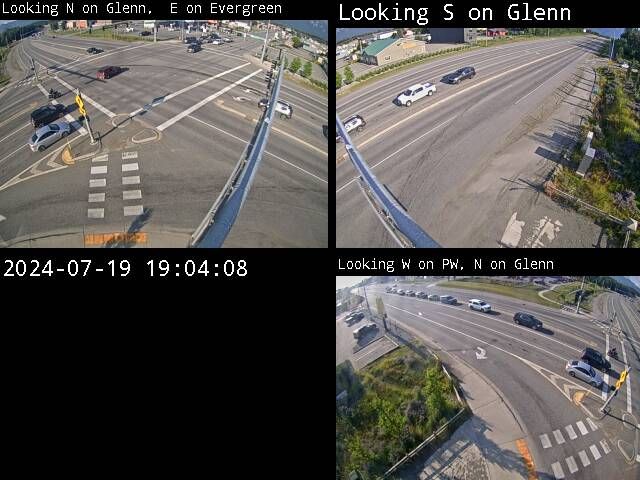 Looking N on Glenn,  E on Evergreen
Looking S on Glenn
2024-07-19 19:04:08
Looking W on PW, N on Glenn